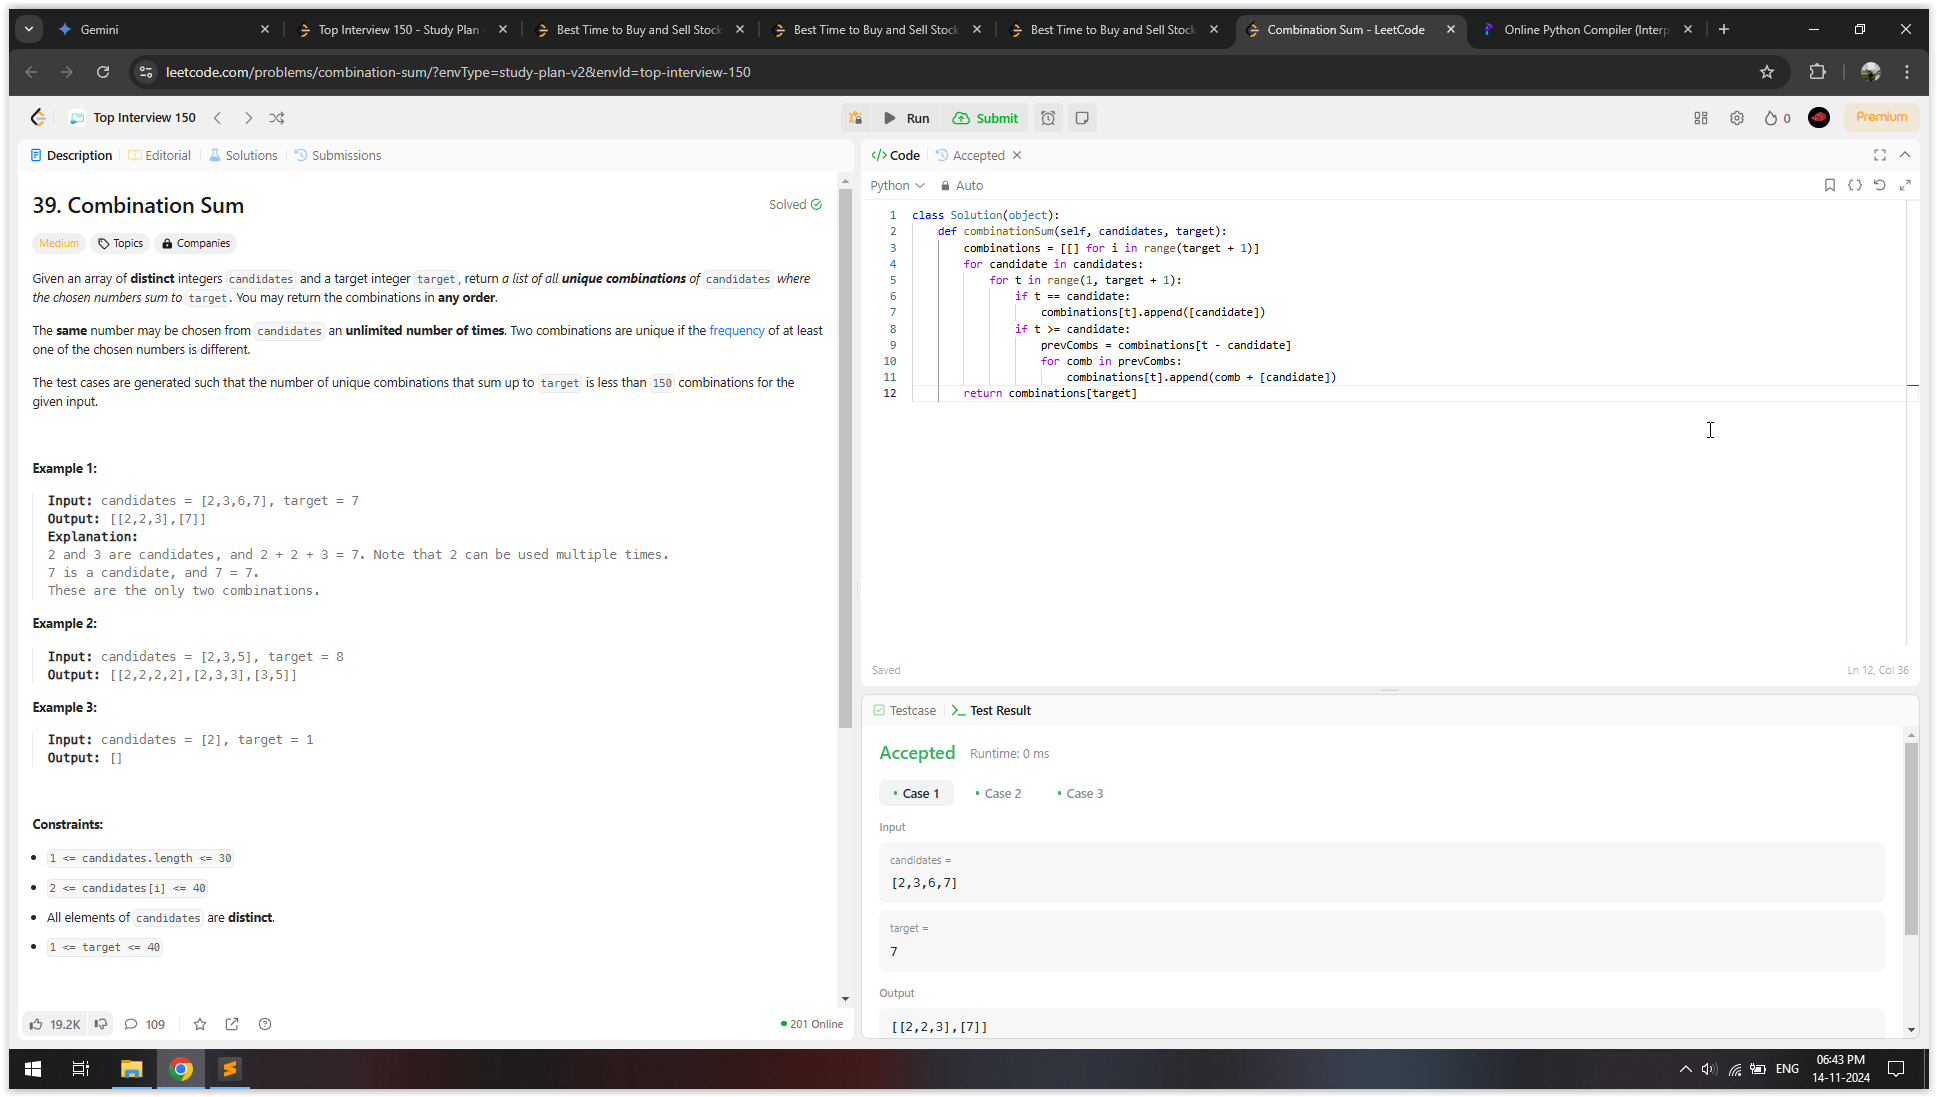 Gemini
Top Interview 150 - Study Plan
Best Time to Buy and Sell Stock
Best Time to Buy and Sell Stock
Best Time to Buy and Sell Stock
Combination Sum - LeetCode
Online Python Compiler (Interp
leetcode.com/problems/combination-sum/?envType=study-plan-v2&envId=top-interview-150
Top Interview 150
Run
Submit
0
Premium
Description
Editorial
Solutions
Submissions
39. Combination Sum
Solved
Medium
Topics
Companies
Given an array of distinct integers candidates and a target integer target, return a list of all unique combinations of candidates where
the chosen numbers sum to target. You may return the combinations in any order.
The same number may be chosen from candidates an unlimited number of times. Two combinations are unique if the frequency of at least
one of the chosen numbers is different.
The test cases are generated such that the number of unique combinations that sum up to target is less than 150 combinations for the
given input.
Example 1:
Input: candidates = [2,3,6,7], target = 7
Output: [[2,2,3],[7]]
Explanation:
2 and 3 are candidates, and 2 + 2 + 3 = 7. Note that 2 can be used multiple times.
7 is a candidate, and 7 = 7.
These are the only two combinations.
Example 2:
Input: candidates = [2,3,5], target = 8
Output: [[2,2,2,2],[2,3,3],[3,5]]
Example 3:
Input: candidates = [2], target = 1
Output: []
Constraints:
1 <= candidates.length <= 30
2 <= candidates[i] <= 40
All elements of candidates are distinct.
1 <= target <= 40
19.2K
109
201 Online
Code
Accepted
Python
Auto
1 class Solution(object):
2 def combinationSum(self, candidates, target):
3 combinations = [[] for i in range(target + 1)]
4 for candidate in candidates:
5 for t in range(1, target + 1):
6 if t == candidate:
7 combinations[t].append([candidate])
8 if t >= candidate:
9 prevCombs = combinations[t - candidate]
10 for comb in prevCombs:
11 combinations[t].append(comb + [candidate])
12 return combinations[target]
Saved
Ln 12, Col 36
Testcase
Test Result
Accepted
Runtime: 0 ms
Case 1
Case 2
Case 3
Input
candidates =
[2,3,6,7]
target =
7
Output
[[2,2,3],[7]]
ENG
06:43 PM
14-11-2024